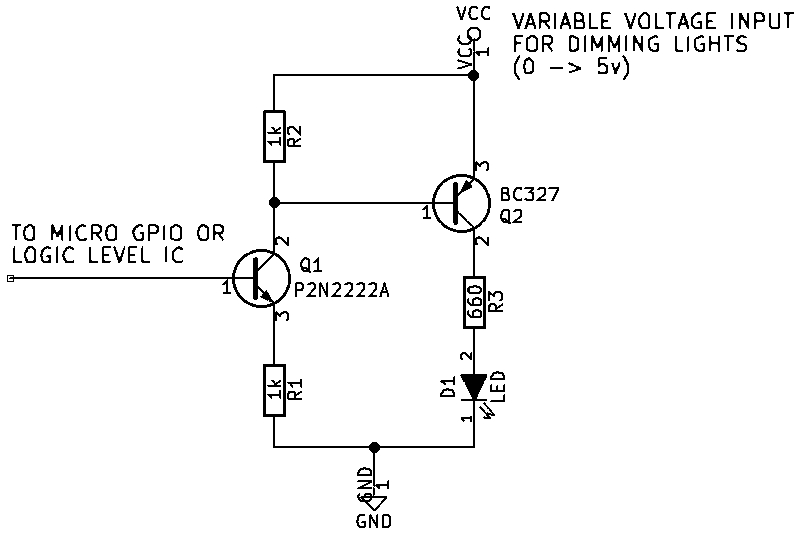 VCC
VCC
1
VARIABLE VOLTAGE INPUT
FOR DIMMING LIGHTS
(0 -> 5v)
1k
R2
3
BC327
Q2
1
2
TO MICRO GPIO OR
LOGIC LEVEL IC
2
Q1
P2N2222A
1
3
660
R3
1k
R1
2
D1
LED
1
GND
1
GND